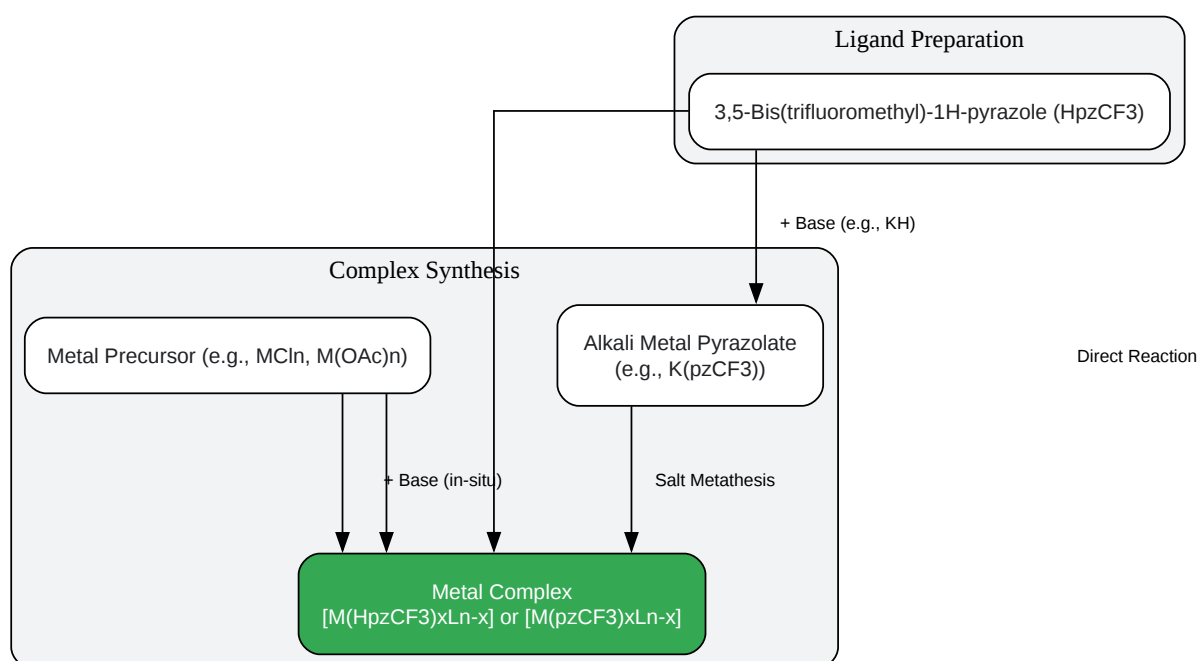 Ligand Preparation
3,5-Bis(trifluoromethyl)-1H-pyrazole (HpzCF3)
+ Base (e.g., KH)
Complex Synthesis
Metal Precursor (e.g., MCln, M(OAc)n)
Alkali Metal Pyrazolate
(e.g., K(pzCF3))
Direct Reaction
+ Base (in-situ)
Salt Metathesis
Metal Complex
[M(HpzCF3)xLn-x] or [M(pzCF3)xLn-x]